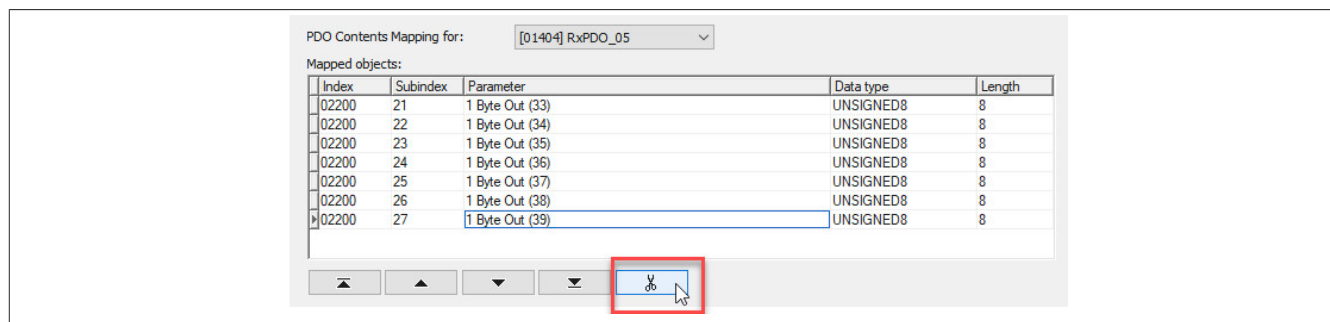 PDO Contents Mapping for: [01404] RxPDO_05
Mapped objects:
Index Subindex Parameter Data type Length
02200 21 1 Byte Out (33) UNSIGNED8 8
02200 22 1 Byte Out (34) UNSIGNED8 8
02200 23 1 Byte Out (35) UNSIGNED8 8
02200 24 1 Byte Out (36) UNSIGNED8 8
02200 25 1 Byte Out (37) UNSIGNED8 8
02200 26 1 Byte Out (38) UNSIGNED8 8
02200 27 1 Byte Out (39) UNSIGNED8 8